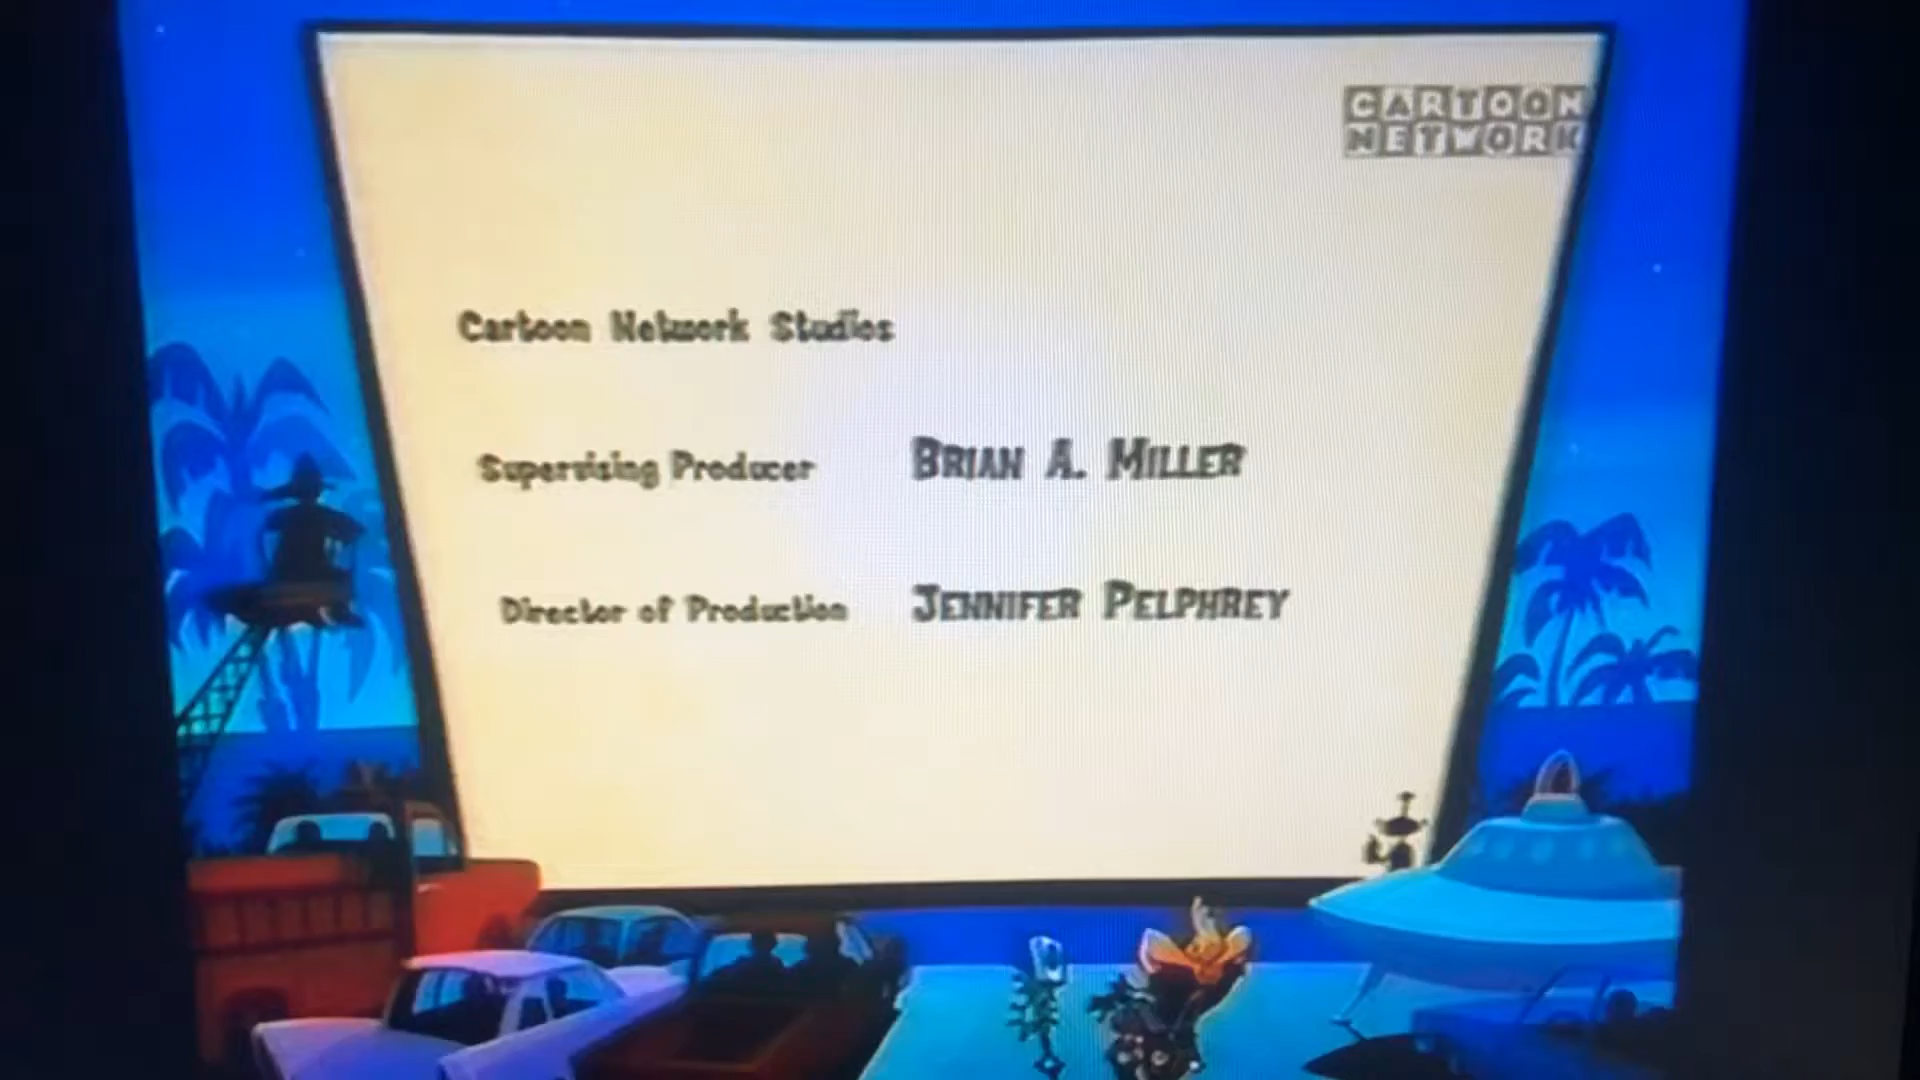 CARTOON
NETWORK
Cartoon Network Studios
Supervising Producer BRIAN A. MILLER
Director of Production JENNIFER PELPHREY